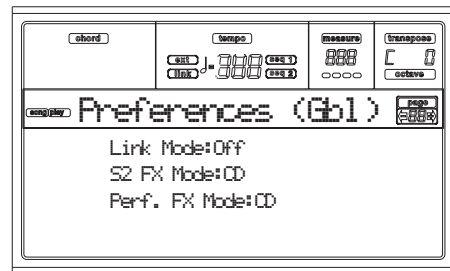 chord
tempo
measure
transpose
ext
link
seq 1
seq 2
octave
song|play
Preferences (Gbl)
page
Link Mode:Off
S2 FX Mode:CD
Perf. FX Mode:CD